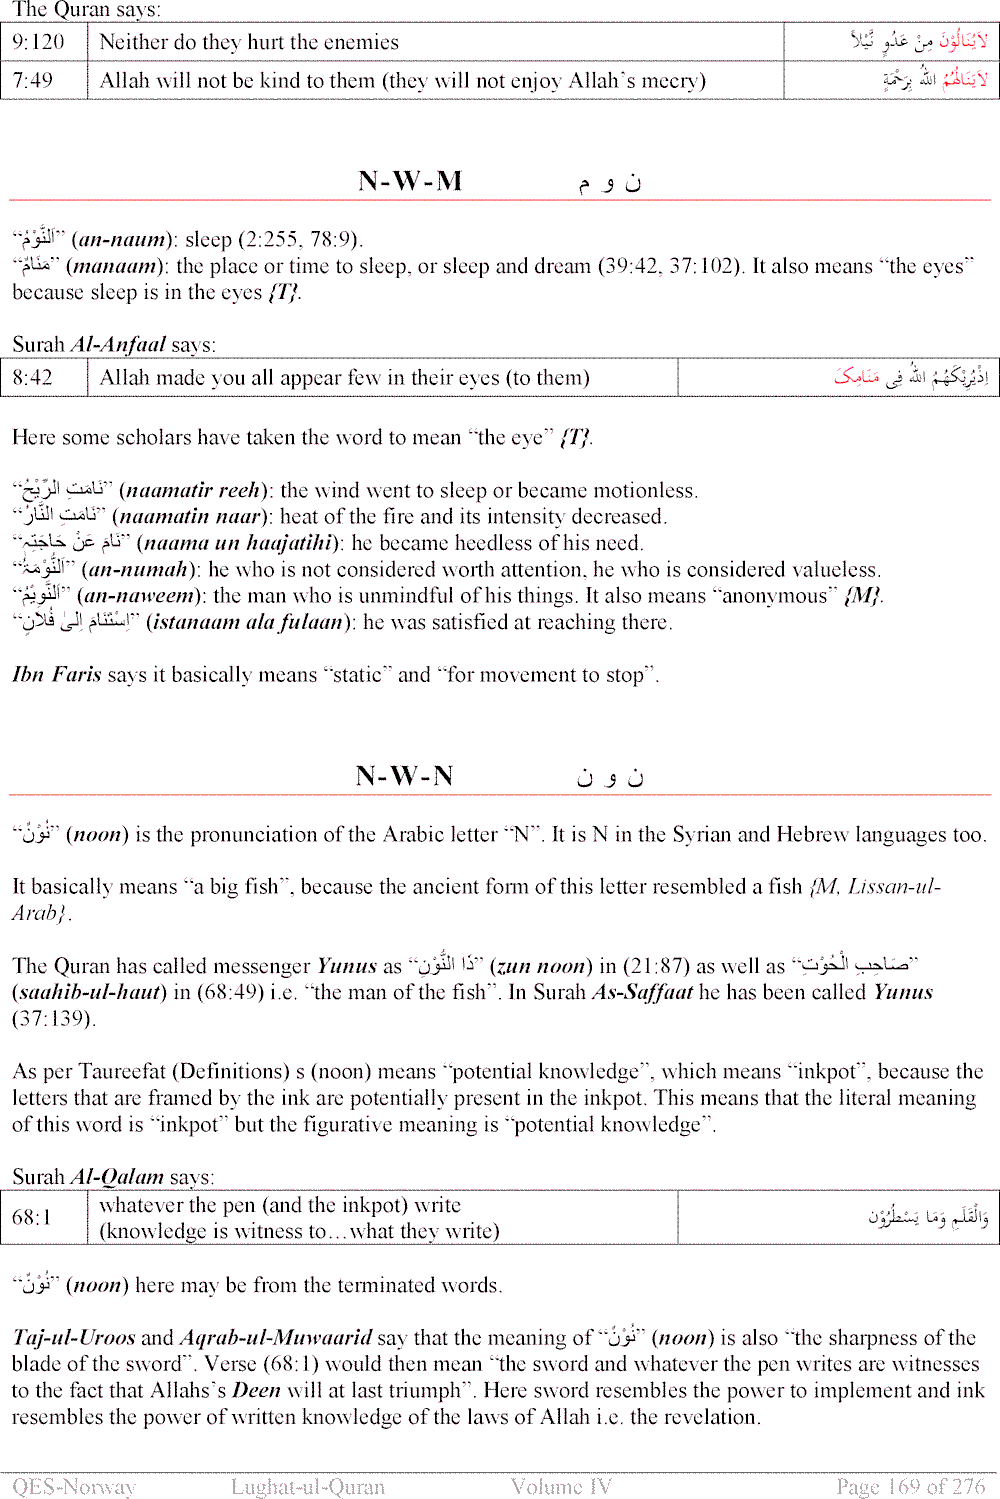 The Quran says:
9:120 Neither do they hurt the enemies لاَيَنَالُوْنَ مِنْ عَدُوٍ نَّيْلاً
7:49 Allah will not be kind to them (they will not enjoy Allah's mecry) لاَيَنَالُهُمُ اللهُ بِرَحْمَةٍ
N-W-M ن و م
“اَلنَّوْمُ” (an-naum): sleep (2:255, 78:9).
“مَنَامٌ” (manaam): the place or time to sleep, or sleep and dream (39:42, 37:102). It also means “the eyes”
because sleep is in the eyes {T}.
Surah Al-Anfaal says:
8:42 Allah made you all appear few in their eyes (to them) اِذْيُرِيْكَهُمُ اللهُ فِى مَنَامِکَ
Here some scholars have taken the word to mean “the eye” {T}.
“نَامَتِ الرِّيْحُ” (naamatir reeh): the wind went to sleep or became motionless.
“نَامَتِ النَّارُ” (naamatin naar): heat of the fire and its intensity decreased.
“نَامَ عَنْ حَاجَتِہٖ” (naama un haajatihi): he became heedless of his need.
“اَلنُّوْمَۃُ” (an-numah): he who is not considered worth attention, he who is considered valueless.
“اَلنَّوِيْمُ” (an-naweem): the man who is unmindful of his things. It also means “anonymous” {M}.
“اِسْتَنَامَ اِلىٰ فُلاَنٍ” (istanaam ala fulaan): he was satisfied at reaching there.
Ibn Faris says it basically means “static” and “for movement to stop”.
N-W-N ن و ن
“نُوْنٌ” (noon) is the pronunciation of the Arabic letter “N”. It is N in the Syrian and Hebrew languages too.
It basically means “a big fish”, because the ancient form of this letter resembled a fish {M, Lissan-ul-
Arab}.
The Quran has called messenger Yunus as “ذَا النُّوْنِ” (zun noon) in (21:87) as well as “صَاحِبِ الْحُوْتِ”
(saahib-ul-haut) in (68:49) i.e. “the man of the fish”. In Surah As-Saffaat he has been called Yunus
(37:139).
As per Taureefat (Definitions) s (noon) means “potential knowledge”, which means “inkpot”, because the
letters that are framed by the ink are potentially present in the inkpot. This means that the literal meaning
of this word is “inkpot” but the figurative meaning is “potential knowledge”.
Surah Al-Qalam says:
68:1 whatever the pen (and the inkpot) write وَالْقَلَمِ وَمَا يَسْطُرُوْن
(knowledge is witness to…what they write)
“نُوْنٌ” (noon) here may be from the terminated words.
Taj-ul-Uroos and Aqrab-ul-Muwaarid say that the meaning of “نُوْنٌ” (noon) is also “the sharpness of the
blade of the sword”. Verse (68:1) would then mean “the sword and whatever the pen writes are witnesses
to the fact that Allahs's Deen will at last triumph”. Here sword resembles the power to implement and ink
resembles the power of written knowledge of the laws of Allah i.e. the revelation.
QES-Norway Lughat-ul-Quran Volume IV Page 169 of 276